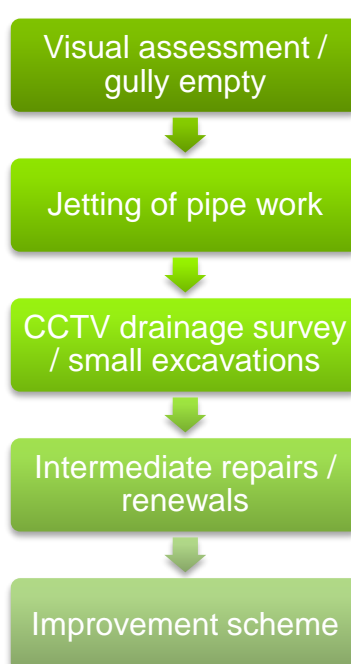 Visual assessment /
gully empty
Jetting of pipe work
CCTV drainage survey
/ small excavations
Intermediate repairs /
renewals
Improvement scheme